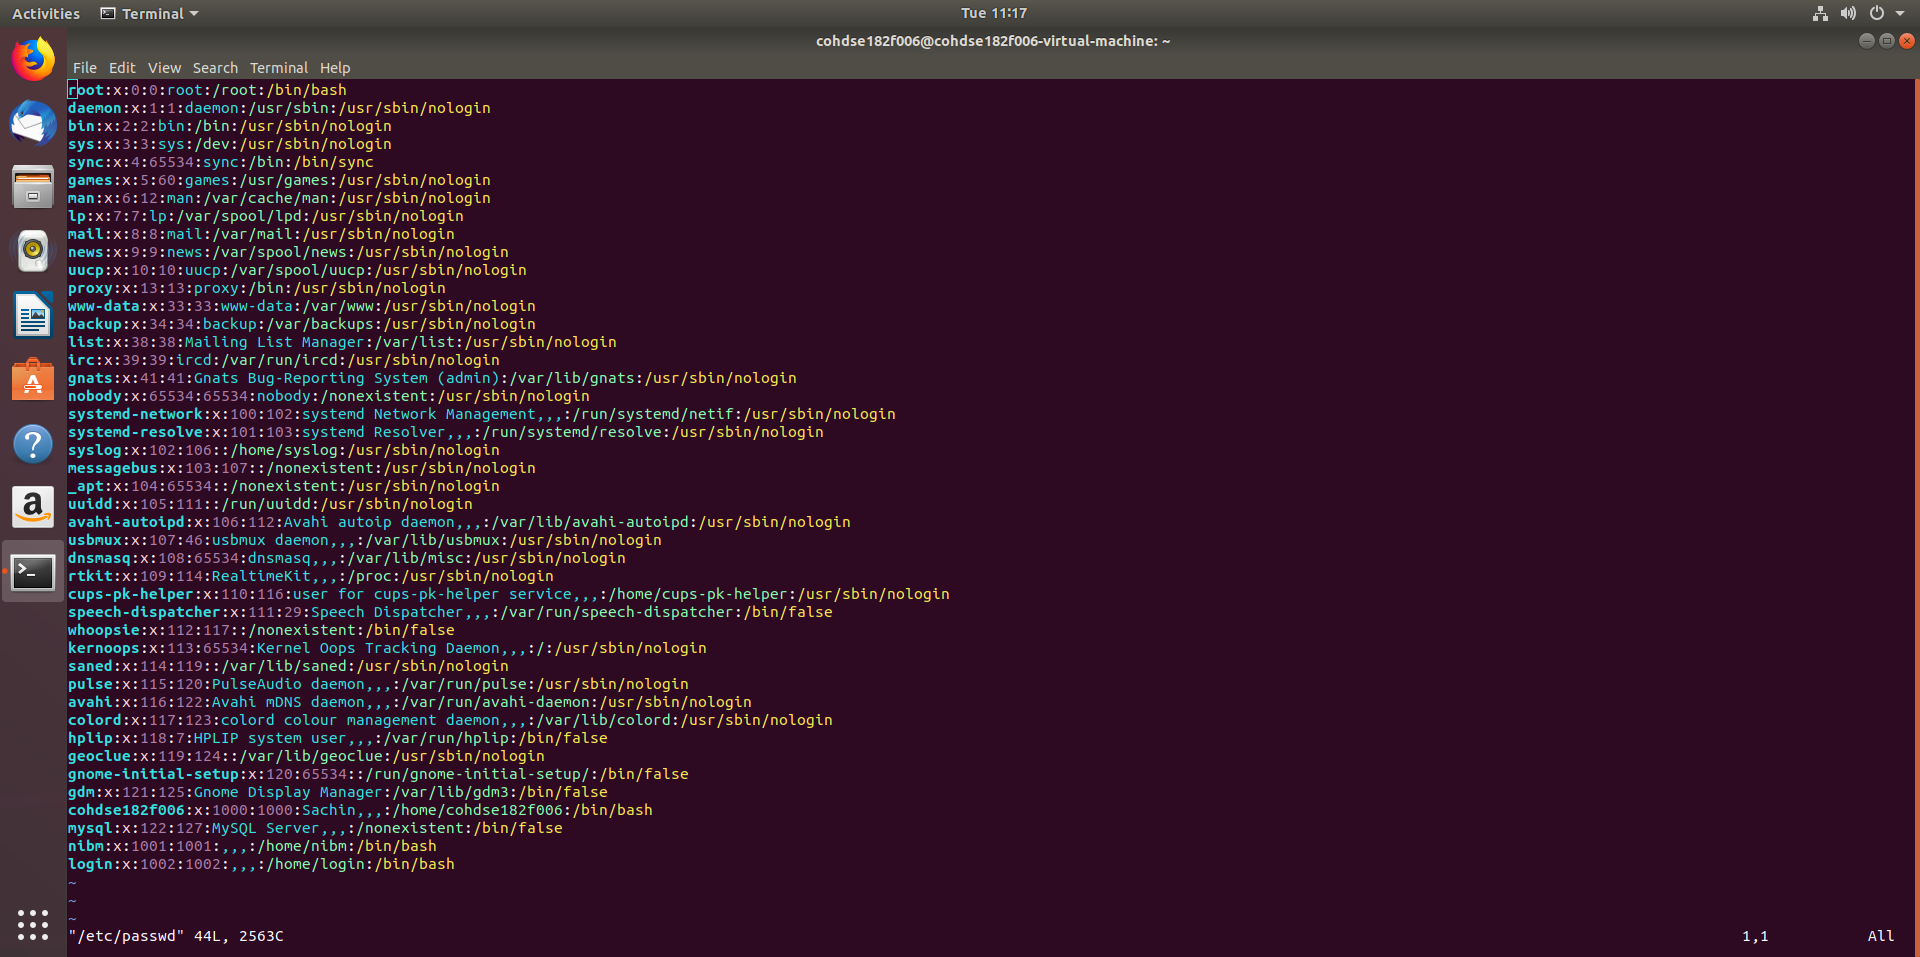 Activities Terminal Tue 11:17
cohdse182f006@cohdse182f006-virtual-machine: ~
File Edit View Search Terminal Help
root:x:0:0:root:/root:/bin/bash
daemon:x:1:1:daemon:/usr/sbin:/usr/sbin/nologin
bin:x:2:2:bin:/bin:/usr/sbin/nologin
sys:x:3:3:sys:/dev:/usr/sbin/nologin
sync:x:4:65534:sync:/bin:/bin/sync
games:x:5:60:games:/usr/games:/usr/sbin/nologin
man:x:6:12:man:/var/cache/man:/usr/sbin/nologin
lp:x:7:7:lp:/var/spool/lpd:/usr/sbin/nologin
mail:x:8:8:mail:/var/mail:/usr/sbin/nologin
news:x:9:9:news:/var/spool/news:/usr/sbin/nologin
uucp:x:10:10:uucp:/var/spool/uucp:/usr/sbin/nologin
proxy:x:13:13:proxy:/bin:/usr/sbin/nologin
www-data:x:33:33:www-data:/var/www:/usr/sbin/nologin
backup:x:34:34:backup:/var/backups:/usr/sbin/nologin
list:x:38:38:Mailing List Manager:/var/list:/usr/sbin/nologin
irc:x:39:39:ircd:/var/run/ircd:/usr/sbin/nologin
gnats:x:41:41:Gnats Bug-Reporting System (admin):/var/lib/gnats:/usr/sbin/nologin
nobody:x:65534:65534:nobody:/nonexistent:/usr/sbin/nologin
systemd-network:x:100:102:systemd Network Management,,,:/run/systemd/netif:/usr/sbin/nologin
systemd-resolve:x:101:103:systemd Resolver,,,:/run/systemd/resolve:/usr/sbin/nologin
syslog:x:102:106::/home/syslog:/usr/sbin/nologin
messagebus:x:103:107::/nonexistent:/usr/sbin/nologin
_apt:x:104:65534::/nonexistent:/usr/sbin/nologin
uuidd:x:105:111::/run/uuidd:/usr/sbin/nologin
avahi-autoipd:x:106:112:Avahi autoip daemon,,,:/var/lib/avahi-autoipd:/usr/sbin/nologin
usbmux:x:107:46:usbmux daemon,,,:/var/lib/usbmux:/usr/sbin/nologin
dnsmasq:x:108:65534:dnsmasq,,,:/var/lib/misc:/usr/sbin/nologin
rtkit:x:109:114:RealtimeKit,,,:/proc:/usr/sbin/nologin
cups-pk-helper:x:110:116:user for cups-pk-helper service,,,:/home/cups-pk-helper:/usr/sbin/nologin
speech-dispatcher:x:111:29:Speech Dispatcher,,,:/var/run/speech-dispatcher:/bin/false
whoopsie:x:112:117::/nonexistent:/bin/false
kernoops:x:113:65534:Kernel Oops Tracking Daemon,,,:/:/usr/sbin/nologin
saned:x:114:119::/var/lib/saned:/usr/sbin/nologin
pulse:x:115:120:PulseAudio daemon,,,:/var/run/pulse:/usr/sbin/nologin
avahi:x:116:122:Avahi mDNS daemon,,,:/var/run/avahi-daemon:/usr/sbin/nologin
colord:x:117:123:colord colour management daemon,,,:/var/lib/colord:/usr/sbin/nologin
hplip:x:118:7:HPLIP system user,,,:/var/run/hplip:/bin/false
geoclue:x:119:124::/var/lib/geoclue:/usr/sbin/nologin
gnome-initial-setup:x:120:65534::/run/gnome-initial-setup/:/bin/false
gdm:x:121:125:Gnome Display Manager:/var/lib/gdm3:/bin/false
cohdse182f006:x:1000:1000:Sachin,,,:/home/cohdse182f006:/bin/bash
mysql:x:122:127:MySQL Server,,,:/nonexistent:/bin/false
nibm:x:1001:1001:,,,:/home/nibm:/bin/bash
login:x:1002:1002:,,,:/home/login:/bin/bash
~
~
~
"/etc/passwd" 44L, 2563C 1,1 All